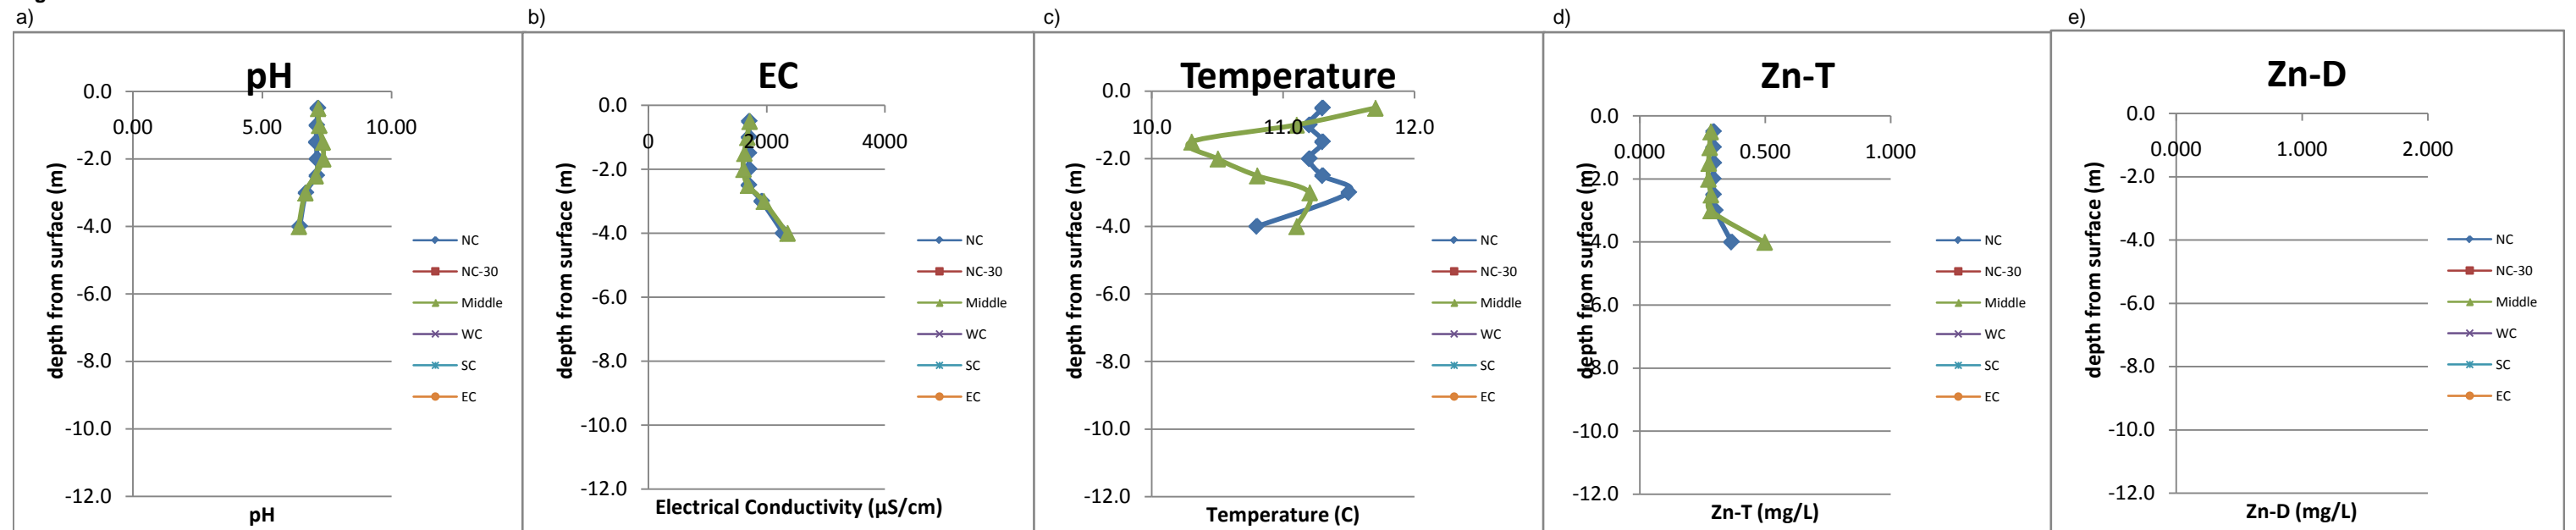 a)
b)
c)
d)
e)
pH
0.0
-2.0
-4.0
-6.0
-8.0
-10.0
-12.0
0.00 5.00 10.00
depth from surface (m)
pH
NC
NC-30
Middle
WC
SC
EC
EC
0.0
-2.0
-4.0
-6.0
-8.0
-10.0
-12.0
0 2000 4000
depth from surface (m)
Electrical Conductivity (µS/cm)
NC
NC-30
Middle
WC
SC
EC
Temperature
0.0
-2.0
-4.0
-6.0
-8.0
-10.0
-12.0
10.0 11.0 12.0
depth from surface (m)
Temperature (C)
NC
NC-30
Middle
WC
SC
EC
Zn-T
0.0
-2.0
-4.0
-6.0
-8.0
-10.0
-12.0
0.000 0.500 1.000
depth from surface (m)
Zn-T (mg/L)
NC
NC-30
Middle
WC
SC
EC
Zn-D
0.0
-2.0
-4.0
-6.0
-8.0
-10.0
-12.0
0.000 1.000 2.000
depth from surface (m)
Zn-D (mg/L)
NC
NC-30
Middle
WC
SC
EC